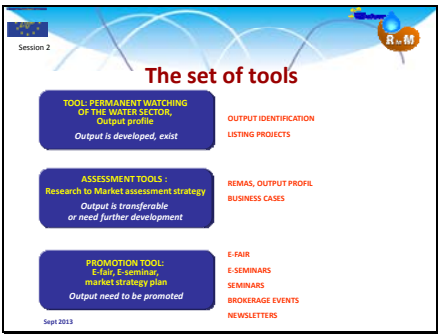 Water
Session 2
R to M
The set of tools
TOOL: PERMANENT WATCHING
OF THE WATER SECTOR,
Output profile
Output is developed, exist
OUTPUT IDENTIFICATION
LISTING PROJECTS
ASSESSMENT TOOLS :
Research to Market assessment strategy
Output is transferable
or need further development
REMAS, OUTPUT PROFIL
BUSINESS CASES
PROMOTION TOOL:
E-fair, E-seminar,
market strategy plan
Output need to be promoted
E-FAIR
E-SEMINARS
SEMINARS
BROKERAGE EVENTS
NEWSLETTERS
Sept 2013